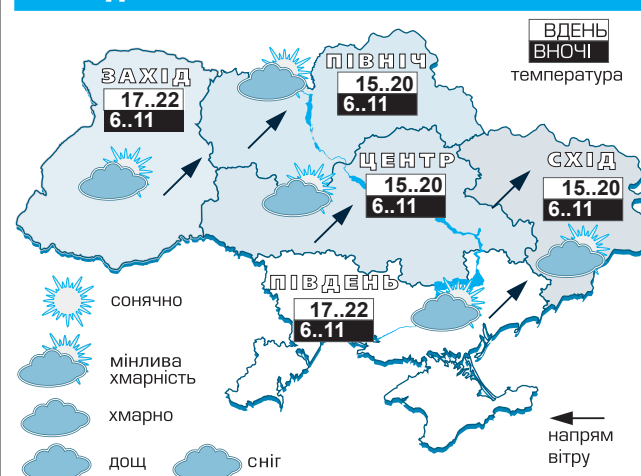 ВДЕНЬ
ВНОЧІ
температура
ЗАХІД
17..22
6..11
ПІВНІЧ
15..20
6..11
ЦЕНТР
15..20
6..11
СХІД
15..20
6..11
ПІВДЕНЬ
17..22
6..11
сонячно
мінлива
хмарність
хмарно
дощ
сніг
напрям
вітру